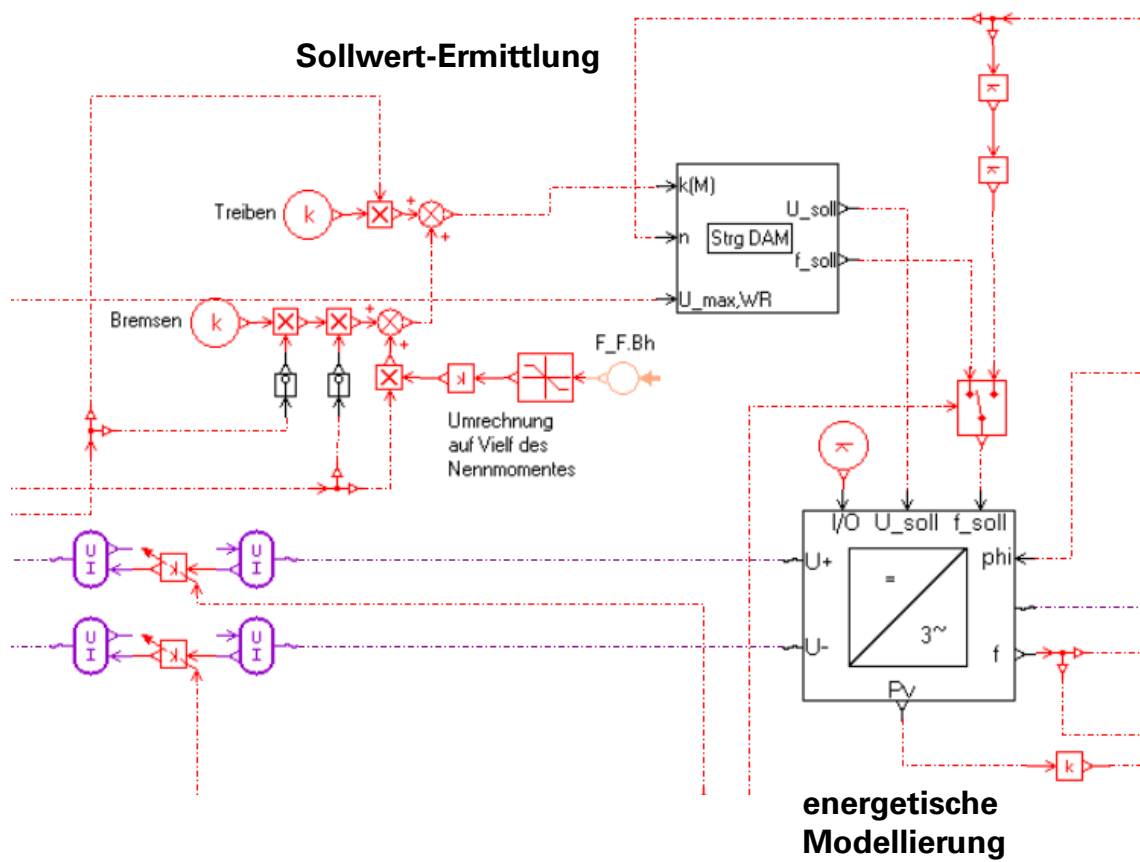 Sollwert-Ermittlung
k
k
k(M)
U_soll
Treiben
k
+
+
n
Strg DAM
f_soll
U_max,WR
Bremsen
k
+
+
F_F.Bh
k
Umrechnung
auf Vielf des
Nennmomentes
k
I/O
U_soll
f_soll
U
I
k
U
I
U+
=
phi
U
I
k
U
I
U-
3~
f
Pv
k
energetische
Modellierung